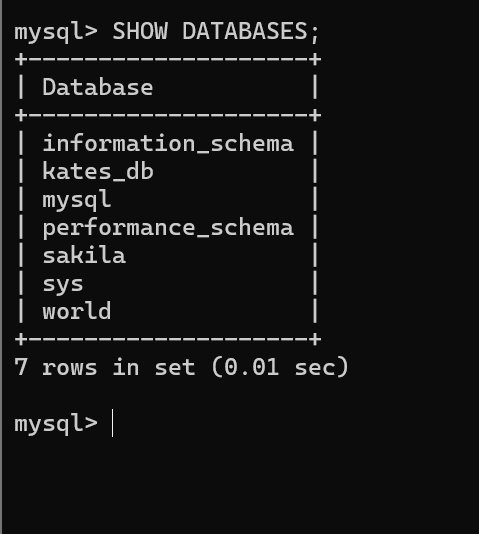 mysql> SHOW DATABASES;
+--------------------+
| Database           |
+--------------------+
| information_schema |
| kates_db           |
| mysql              |
| performance_schema |
| sakila             |
| sys                |
| world              |
+--------------------+
7 rows in set (0.01 sec)

mysql>